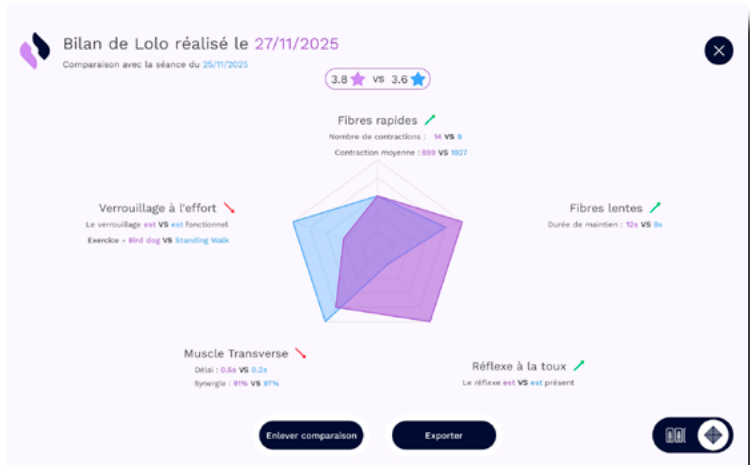 Bilan de Lolo réalisé le 27/11/2025
Comparaison avec la séance du 25/11/2025
3.8 vs 3.6
Fibres rapides
Nombre de contractions : 14 VS 9
Contraction moyenne : 899 VS 1927
Verrouillage à l'effort
Le verrouillage est VS est fonctionnel
Exercice - Bird dog VS Standing Walk
Fibres lentes
Durée de maintien : 12s VS 8s
Muscle Transverse
Délai : 0.5s VS 0.2s
Synergie : 91% VS 97%
Réflexe à la toux
Le réflexe est VS est présent
Enlever comparaison
Exporter